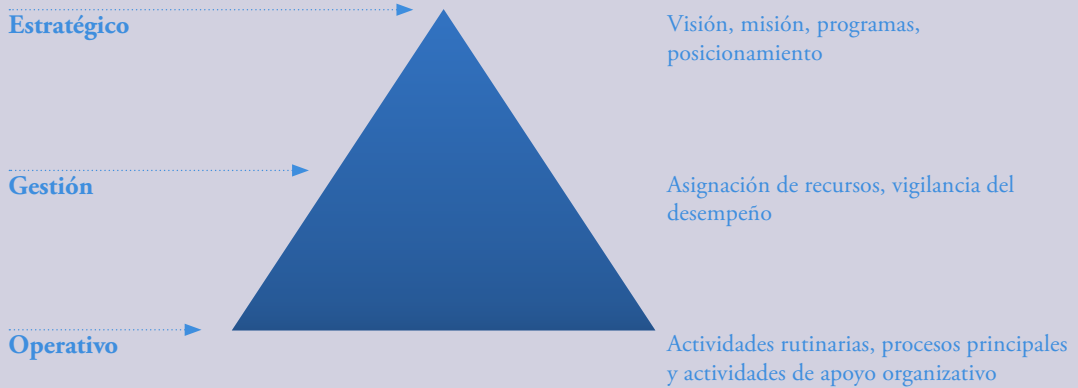 Estratégico
Visión, misión, programas,
posicionamiento
Gestión
Asignación de recursos, vigilancia del
desempeño
Operativo
Actividades rutinarias, procesos principales
y actividades de apoyo organizativo